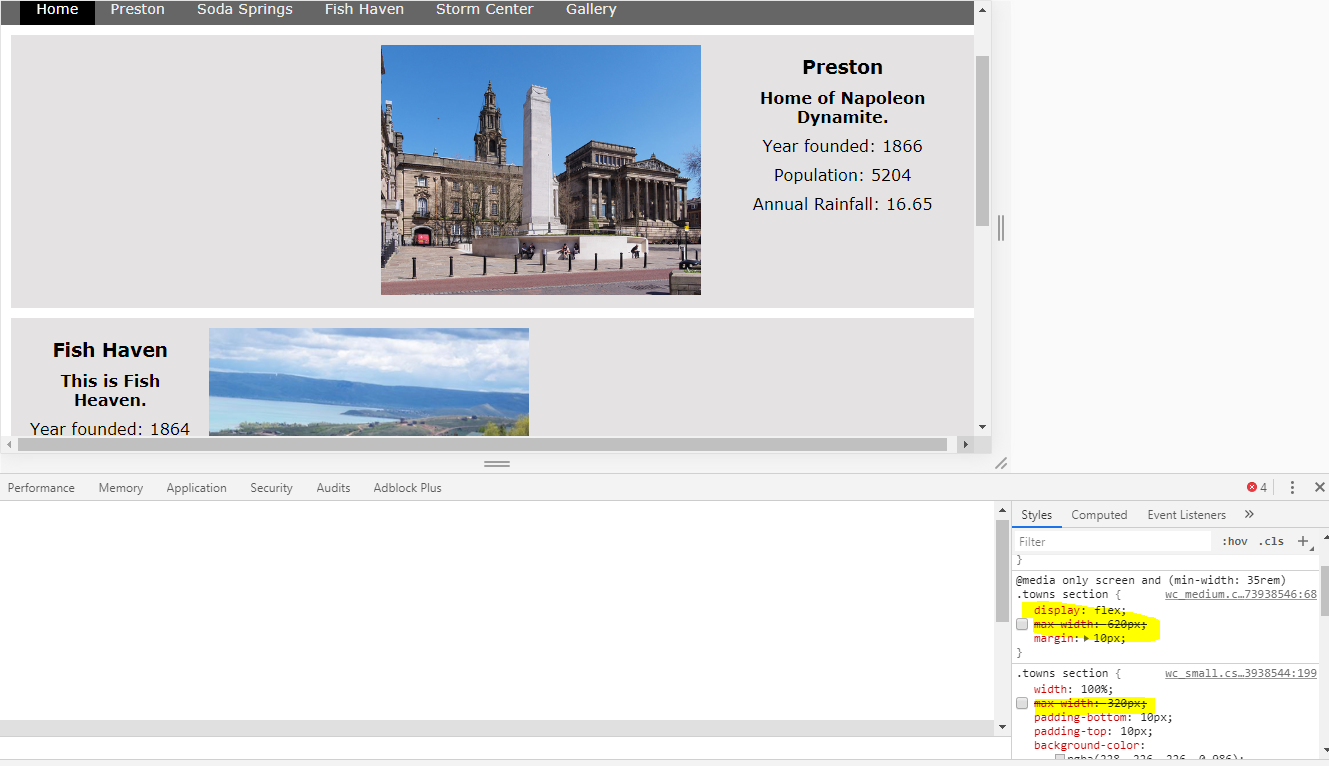 Home Preston Soda Springs Fish Haven Storm Center Gallery
Preston
Home of Napoleon
Dynamite.
Year founded: 1866
Population: 5204
Annual Rainfall: 16.65
Fish Haven
This is Fish
Heaven.
Year founded: 1864
Performance Memory Application Security Audits Adblock Plus
4
Styles Computed Event Listeners »
Filter :hov .cls +
}
@media only screen and (min-width: 35rem)
.towns section { wc_medium.c…73938546:68
display: flex;
max-width: 620px;
margin: 10px;
}
.towns section { wc_small.cs…3938544:199
width: 100%;
max-width: 320px;
padding-bottom: 10px;
padding-top: 10px;
background-color:
rgba(228, 226, 226, 0.986);